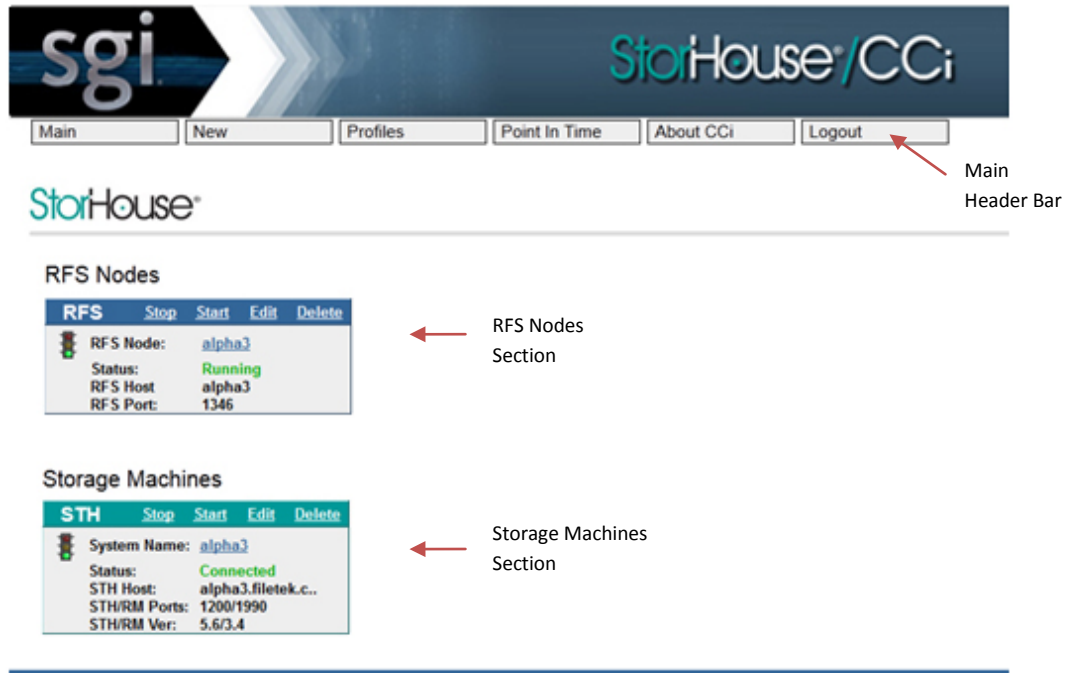 sgi
StorHouse®/CCi
Main New Profiles Point In Time About CCi Logout
Main
Header Bar
StorHouse®
RFS Nodes
RFS Stop Start Edit Delete
RFS Node: alpha3
Status: Running
RFS Host alpha3
RFS Port: 1346
RFS Nodes
Section
Storage Machines
STH Stop Start Edit Delete
System Name: alpha3
Status: Connected
STH Host: alpha3.filetek.c..
STH/RM Ports: 1200/1990
STH/RM Ver: 5.6/3.4
Storage Machines
Section